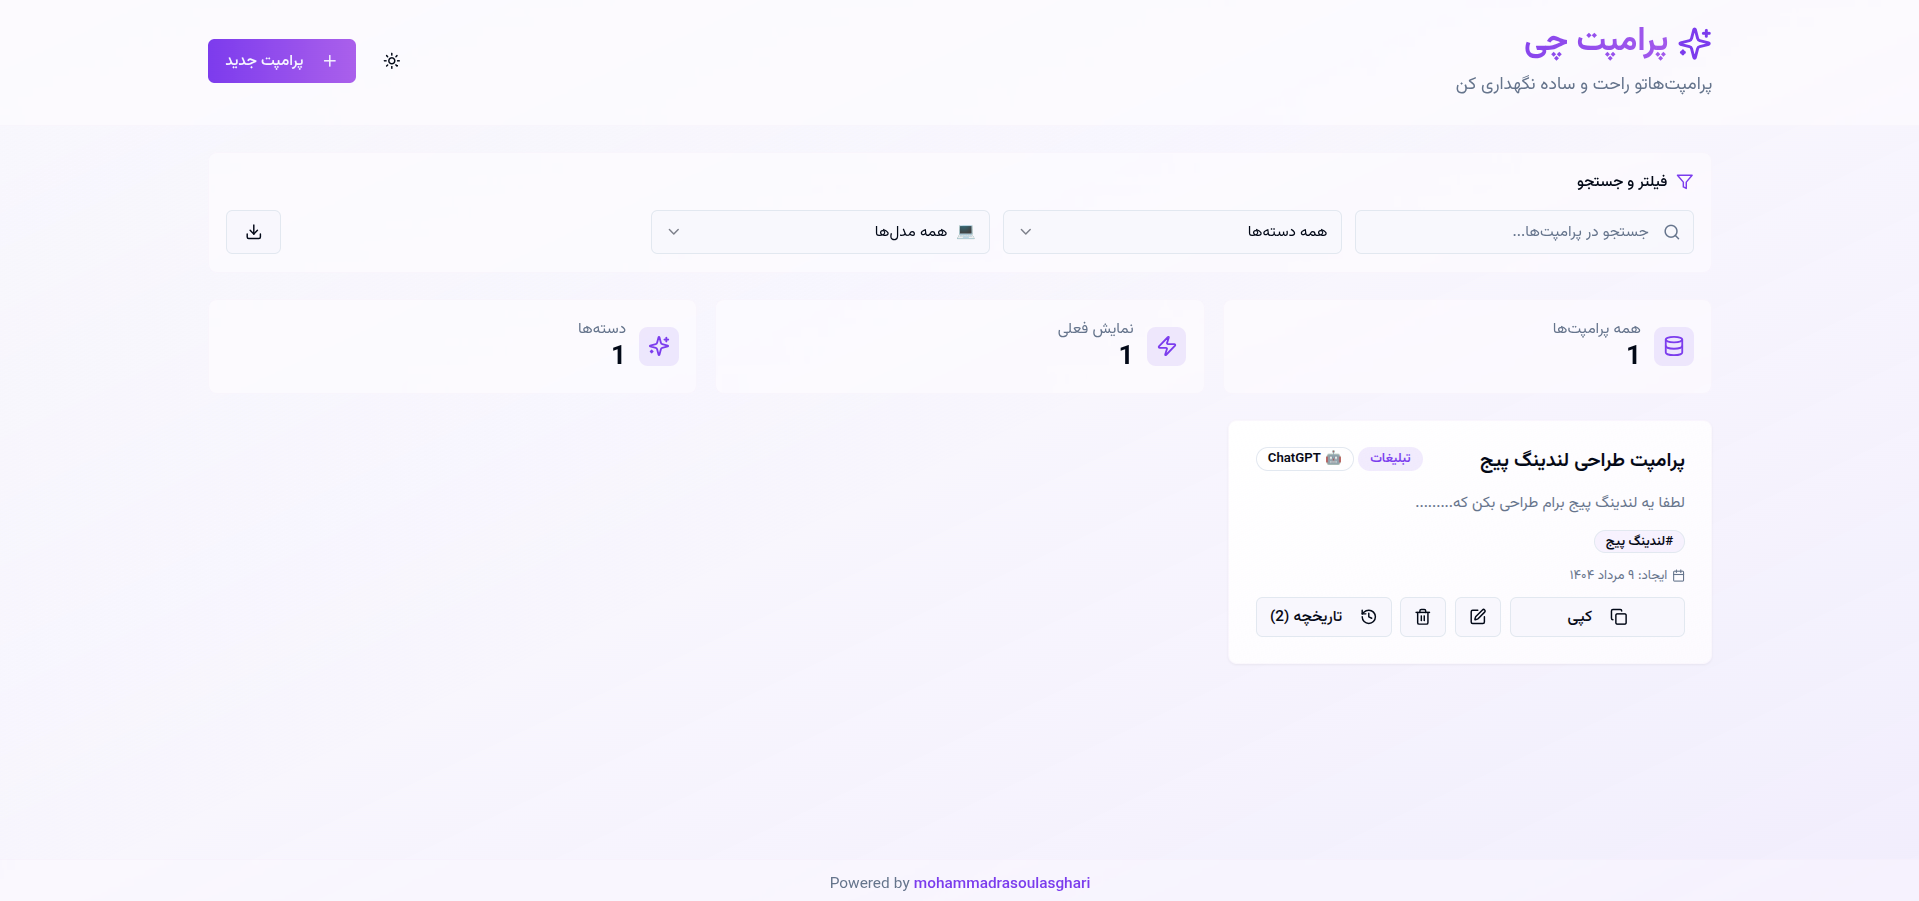 پرامپت چی
پرامپت‌هاتو راحت و ساده نگهداری کن
پرامپت جدید
فیلتر و جستجو
جستجو در پرامپت‌ها...
همه دسته‌ها
همه مدل‌ها
همه پرامپت‌ها
1
نمایش فعلی
1
دسته‌ها
1
پرامپت طراحی لندینگ پیج
تبلیغات
ChatGPT
لطفا یه لندینگ پیج برام طراحی بکن که.........
#لندینگ پیج
ایجاد: ۹ مرداد ۱۴۰۴
کپی
تاریخچه (2)
Powered by mohammadrasoulasghari